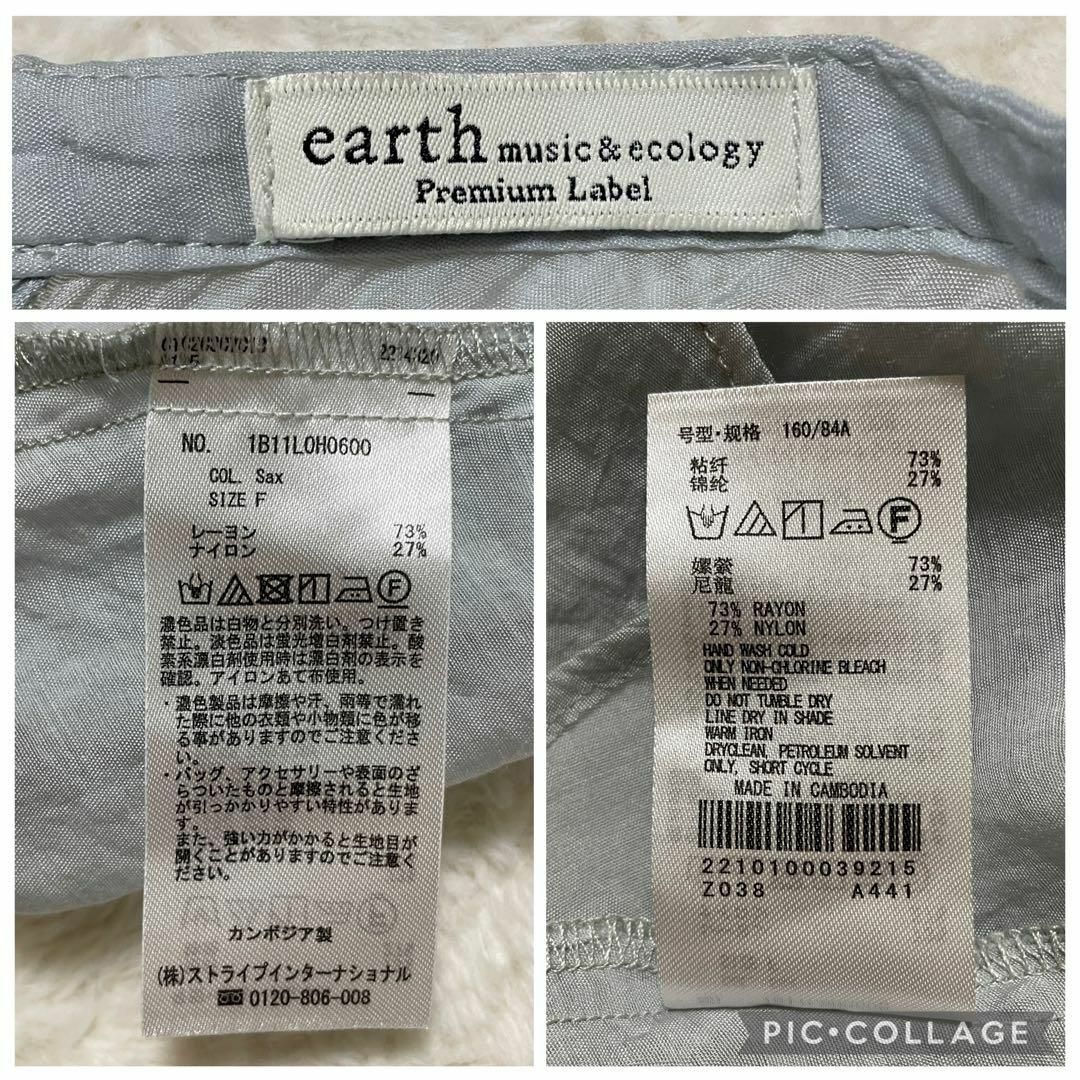 earth music & ecology
Premium Label
NO. 1B11L0H0600
COL. Sax
SIZE F
レーヨン 73%
ナイロン 27%
濃色品は白物と分別洗い。つけ置き
禁止。淡色品は蛍光増白剤禁止。酸
素系漂白剤使用時は漂白剤の表示を
確認。アイロンあて布使用。
・濃色製品は摩擦や汗、雨等で濡れ
た際に他の衣類や小物類に色が移
る事がありますのでご注意くださ
い。
・バッグ、アクセサリーや表面のざ
らついたものと摩擦されると生地
が引っかかりやすい特性がありま
す。
また、強い力がかかると生地目が
開くことがありますのでご注意く
ださい。
カンボジア製
(株)ストライプインターナショナル
0120-806-008
号型·规格 160/84A
粘纤 73%
锦纶 27%
F
嫘縈 73%
尼龍 27%
73% RAYON
27% NYLON
HAND WASH COLD
ONLY NON-CHLORINE BLEACH
WHEN NEEDED
DO NOT TUMBLE DRY
LINE DRY IN SHADE
WARM IRON
DRYCLEAN, PETROLEUM SOLVENT
ONLY, SHORT CYCLE
MADE IN CAMBODIA
2210100039215
Z038 A441
PIC•COLLAGE